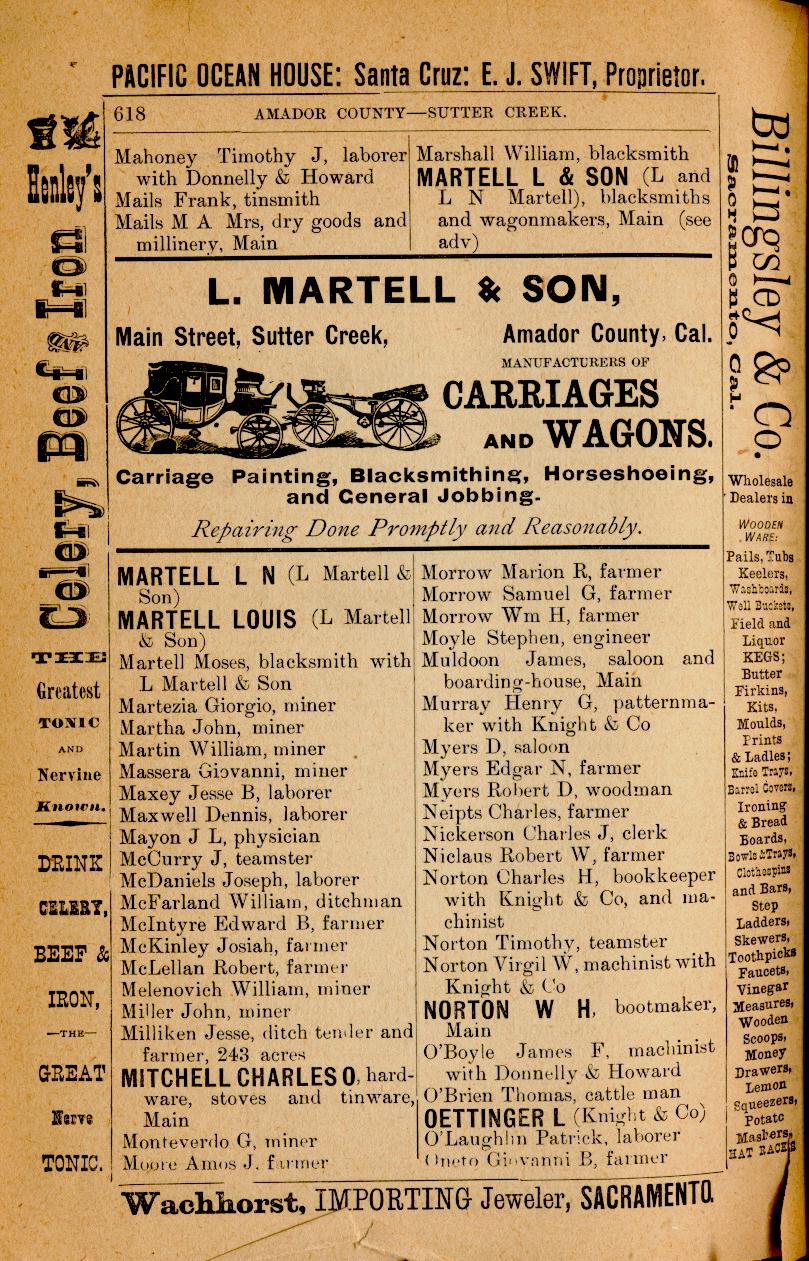 PACIFIC OCEAN HOUSE: Santa Cruz: E. J. SWIFT, Proprietor.
618
AMADOR COUNTY—SUTTER CREEK.
Mahoney Timothy J, laborer
with Donnelly & Howard
Mails Frank, tinsmith
Mails M A Mrs, dry goods and
millinery, Main
Marshall William, blacksmith
MARTELL L & SON (L and
L N Martell), blacksmiths
and wagonmakers, Main (see
adv)
L. MARTELL & SON,
Main Street, Sutter Creek,
Amador County, Cal.
MANUFACTURERS OF
CARRIAGES
AND WAGONS.
Carriage Painting, Blacksmithing, Horseshoeing,
and General Jobbing.
Repairing Done Promptly and Reasonably.
MARTELL L N (L Martell &
Son)
MARTELL LOUIS (L Martell
& Son)
Martell Moses, blacksmith with
L Martell & Son
Martezia Giorgio, miner
Martha John, miner
Martin William, miner
Massera Giovanni, miner
Maxey Jesse B, laborer
Maxwell Dennis, laborer
Mayon J L, physician
McCurry J, teamster
McDaniels Joseph, laborer
McFarland William, ditchman
McIntyre Edward B, farmer
McKinley Josiah, farmer
McLellan Robert, farmer
Melenovich William, miner
Miller John, miner
Milliken Jesse, ditch tender and
farmer, 243 acres
MITCHELL CHARLES O, hard-
ware, stoves and tinware,
Main
Monteverdo G, miner
Moore Amos J. farmer
Morrow Marion R, farmer
Morrow Samuel G, farmer
Morrow Wm H, farmer
Moyle Stephen, engineer
Muldoon James, saloon and
boarding-house, Main
Murray Henry G, patternma-
ker with Knight & Co
Myers D, saloon
Myers Edgar N, farmer
Myers Robert D, woodman
Neipts Charles, farmer
Nickerson Charles J, clerk
Niclaus Robert W, farmer
Norton Charles H, bookkeeper
with Knight & Co, and ma-
chinist
Norton Timothy, teamster
Norton Virgil W, machinist with
Knight & Co
NORTON W H, bootmaker,
Main
O'Boyle James F, machinist
with Donnelly & Howard
O'Brien Thomas, cattle man
OETTINGER L (Knight & Co)
O'Laughlin Patrick, laborer
Oneto Giovanni B, farmer
Henley's
Celery, Beef and Iron
THE
Greatest
TONIC
AND
Nervine
Known.
DRINK
CELERY,
BEEF &
IRON,
—THE—
GREAT
Nerve
TONIC.
Billingsley & Co.
Sacramento, Cal.
Wholesale
Dealers in
WOODEN
WARE:
Pails, Tubs
Keelers,
Washboards,
Well Buckets,
Field and
Liquor
KEGS;
Butter
Firkins,
Kits,
Moulds,
Prints
& Ladles;
Knife Trays,
Barrel Covers,
Ironing
& Bread
Boards,
Bowls & Trays,
Clothespins
and Bars,
Step
Ladders,
Skewers,
Toothpicks
Faucets,
Vinegar
Measures,
Wooden
Scoops,
Money
Drawers,
Lemon
Squeezers,
Potato
Mashers,
HAT RACKS
Wachhorst, IMPORTING Jeweler, SACRAMENTO.